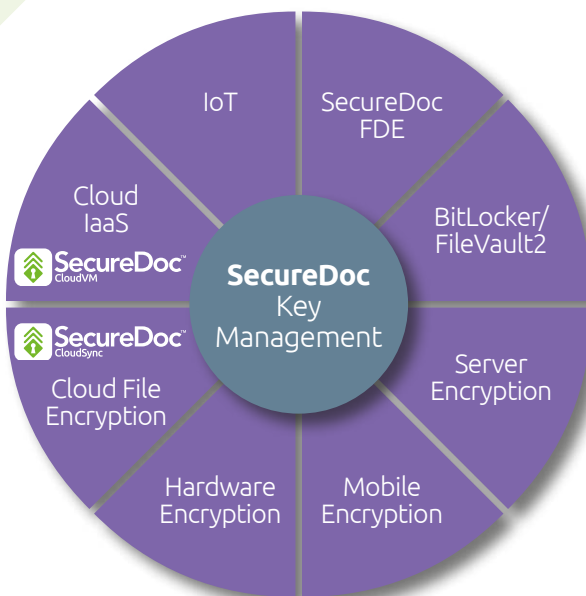 IoT
SecureDoc
FDE
Cloud
IaaS
SecureDoc™
CloudVM
BitLocker/
FileVault2
SecureDoc
Key
Management
SecureDoc™
CloudSync
Cloud File
Encryption
Server
Encryption
Hardware
Encryption
Mobile
Encryption